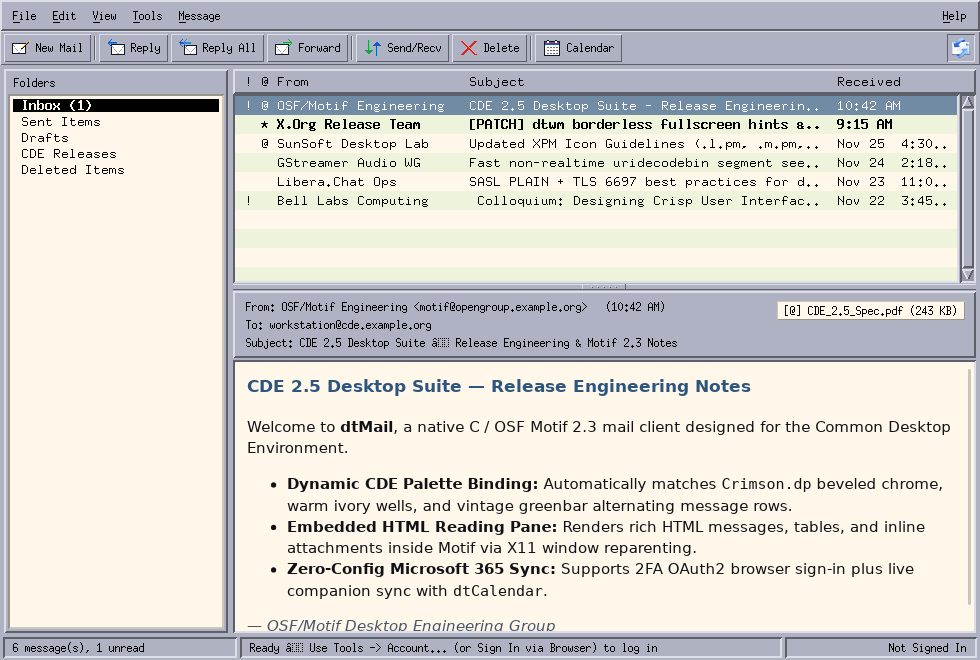 File Edit View Tools Message Help
New Mail Reply Reply All Forward Send/Recv Delete Calendar
Folders
Inbox (1)
Sent Items
Drafts
CDE Releases
Deleted Items
! @ From Subject Received
! @ OSF/Motif Engineering CDE 2.5 Desktop Suite - Release Engineerin.. 10:42 AM
* X.Org Release Team [PATCH] dtwm borderless fullscreen hints &.. 9:15 AM
@ SunSoft Desktop Lab Updated XPM Icon Guidelines (.l.pm, .m.pm,.. Nov 25 4:30..
GStreamer Audio WG Fast non-realtime uridecodebin segment see.. Nov 24 2:18..
Libera.Chat Ops SASL PLAIN + TLS 6697 best practices for d.. Nov 23 11:0..
! Bell Labs Computing Colloquium: Designing Crisp User Interfac.. Nov 22 3:45..
From: OSF/Motif Engineering <motif@opengroup.example.org> (10:42 AM)
[@] CDE_2.5_Spec.pdf (243 KB)
To: workstation@cde.example.org
Subject: CDE 2.5 Desktop Suite â Release Engineering & Motif 2.3 Notes
CDE 2.5 Desktop Suite — Release Engineering Notes
Welcome to dtMail, a native C / OSF Motif 2.3 mail client designed for the Common Desktop
Environment.
• Dynamic CDE Palette Binding: Automatically matches Crimson.dp beveled chrome,
warm ivory wells, and vintage greenbar alternating message rows.
• Embedded HTML Reading Pane: Renders rich HTML messages, tables, and inline
attachments inside Motif via X11 window reparenting.
• Zero-Config Microsoft 365 Sync: Supports 2FA OAuth2 browser sign-in plus live
companion sync with dtCalendar.
— OSF/Motif Desktop Engineering Group
6 message(s), 1 unread
Ready â Use Tools -> Account... (or Sign In via Browser) to log in
Not Signed In